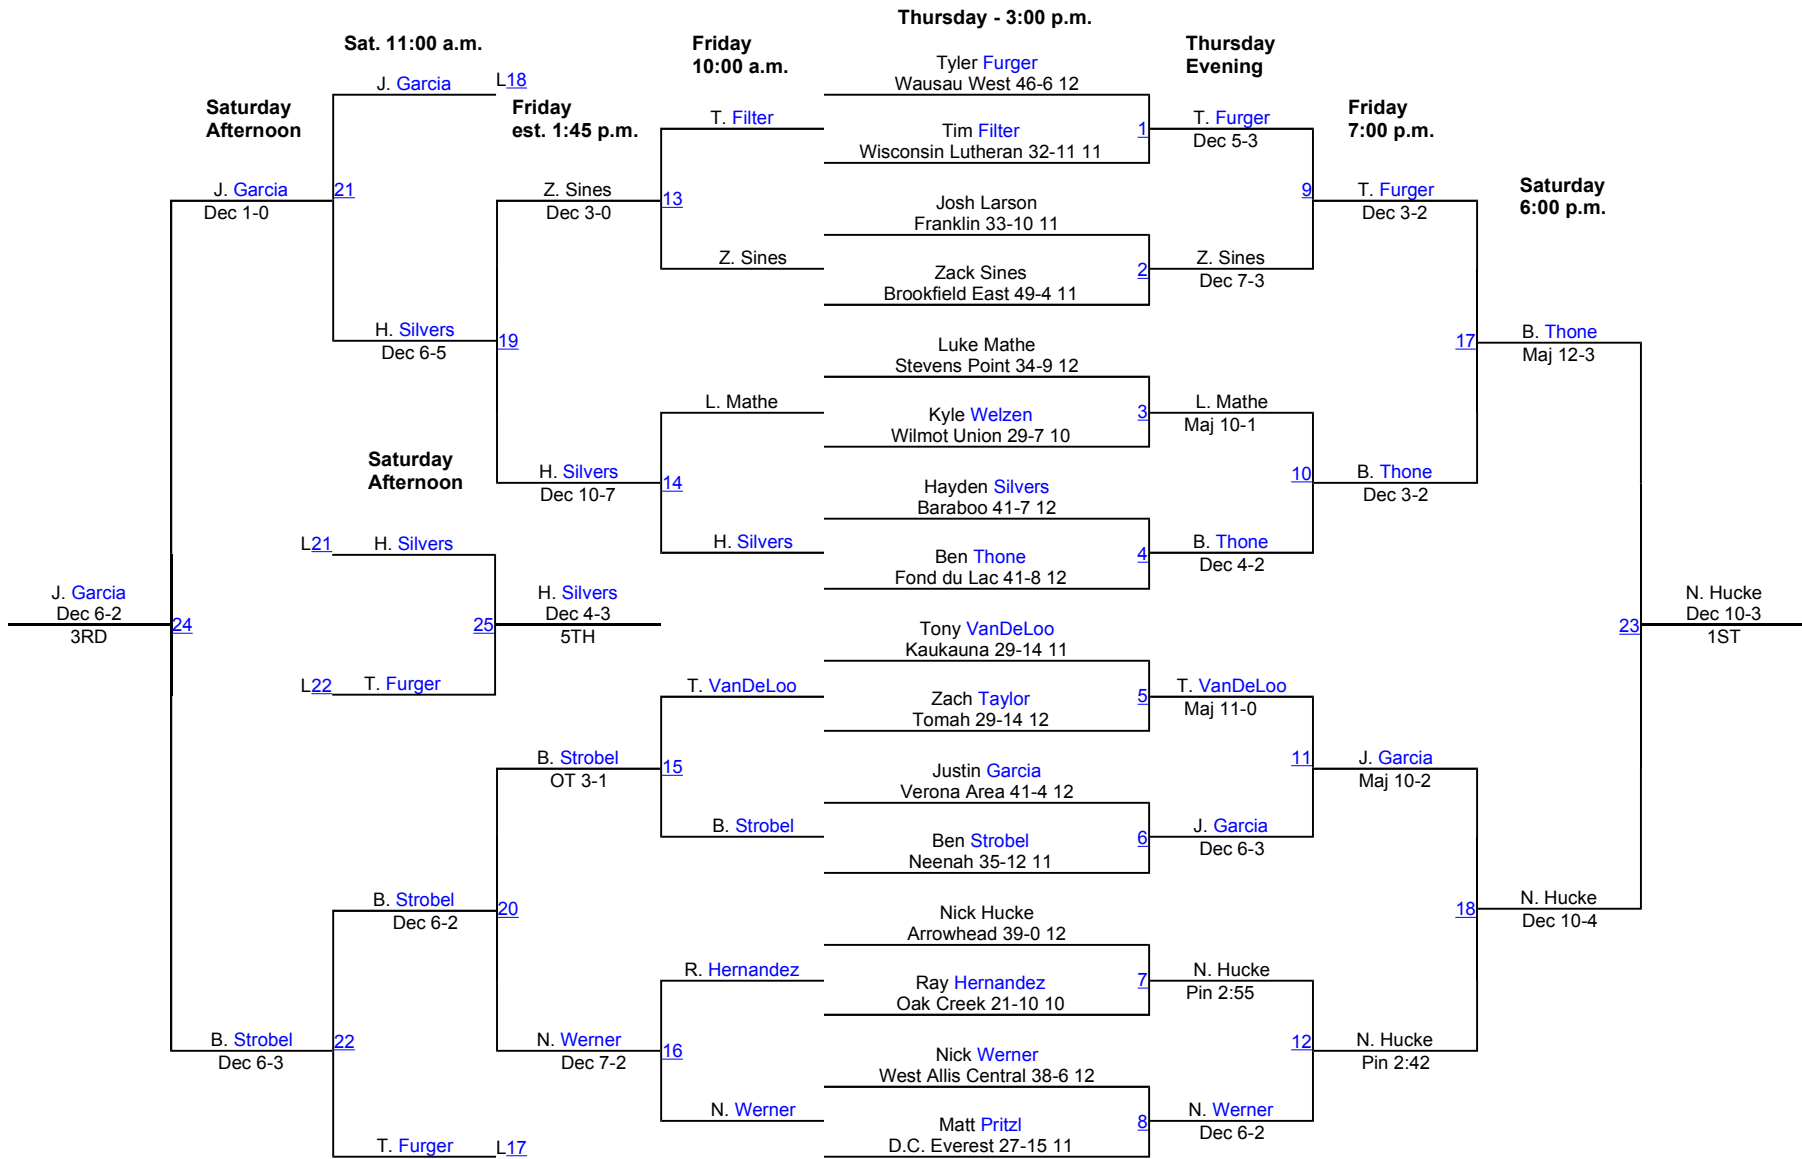 Thursday - 3:00 p.m.
Sat. 11:00 a.m.
Friday
10:00 a.m.
Thursday
Evening
Tyler Furger
Wausau West 46-6 12
J. Garcia L18
Saturday
Afternoon
Friday
est. 1:45 p.m.
Friday
7:00 p.m.
T. Filter
Tim Filter
Wisconsin Lutheran 32-11 11
1
T. Furger
Dec 5-3
J. Garcia
Dec 1-0
21
Z. Sines
Dec 3-0
13
Josh Larson
Franklin 33-10 11
9
T. Furger
Dec 3-2
Saturday
6:00 p.m.
Z. Sines
Zack Sines
Brookfield East 49-4 11
2
Z. Sines
Dec 7-3
H. Silvers
Dec 6-5
19
Luke Mathe
Stevens Point 34-9 12
17
B. Thone
Maj 12-3
L. Mathe
Kyle Welzen
Wilmot Union 29-7 10
3
L. Mathe
Maj 10-1
Saturday
Afternoon
H. Silvers
Dec 10-7
14
Hayden Silvers
Baraboo 41-7 12
10
B. Thone
Dec 3-2
L21 H. Silvers
H. Silvers
Ben Thone
Fond du Lac 41-8 12
4
B. Thone
Dec 4-2
J. Garcia
Dec 6-2
3RD
24
25
H. Silvers
Dec 4-3
5TH
Tony VanDeLoo
Kaukauna 29-14 11
23
N. Hucke
Dec 10-3
1ST
L22 T. Furger
T. VanDeLoo
Zach Taylor
Tomah 29-14 12
5
T. VanDeLoo
Maj 11-0
B. Strobel
OT 3-1
15
Justin Garcia
Verona Area 41-4 12
11
J. Garcia
Maj 10-2
B. Strobel
Ben Strobel
Neenah 35-12 11
6
J. Garcia
Dec 6-3
B. Strobel
Dec 6-2
20
Nick Hucke
Arrowhead 39-0 12
18
N. Hucke
Dec 10-4
R. Hernandez
Ray Hernandez
Oak Creek 21-10 10
7
N. Hucke
Pin 2:55
B. Strobel
Dec 6-3
22
N. Werner
Dec 7-2
16
Nick Werner
West Allis Central 38-6 12
12
N. Hucke
Pin 2:42
N. Werner
Matt Pritzl
D.C. Everest 27-15 11
8
N. Werner
Dec 6-2
T. Furger L17